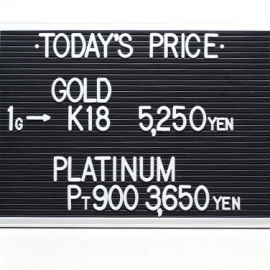 ·TODAY'S PRICE·
GOLD
1G→ K18 5,250YEN
PLATINUM
PT900 3,650YEN